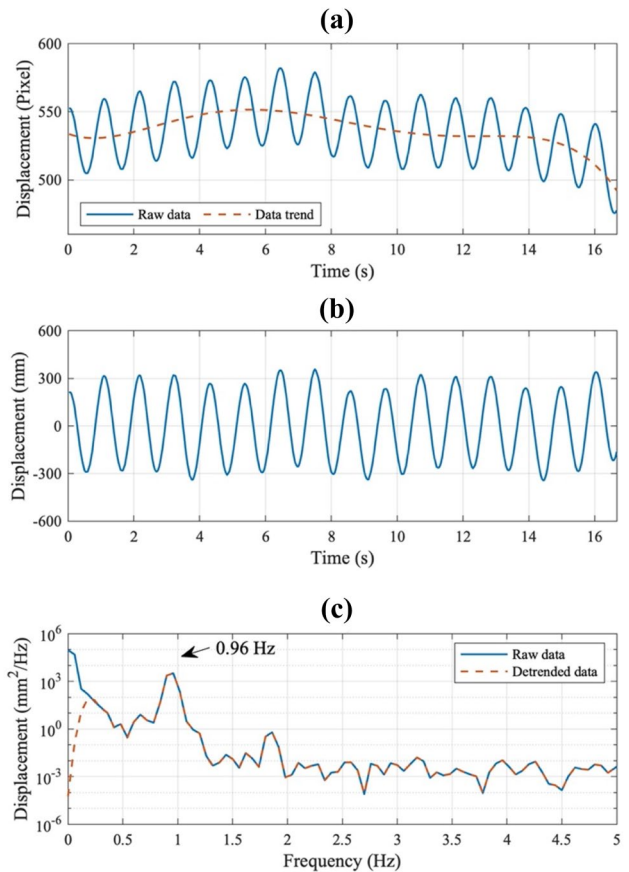 (a)
600
550
500
Displacement (Pixel)
Raw data
Data trend
0 2 4 6 8 10 12 14 16
Time (s)
(b)
600
300
0
-300
-600
Displacement (mm)
0 2 4 6 8 10 12 14 16
Time (s)
(c)
10^6
10^3
10^0
10^-3
10^-6
Displacement (mm^2/Hz)
0.96 Hz
Raw data
Detrended data
0 0.5 1 1.5 2 2.5 3 3.5 4 4.5 5
Frequency (Hz)